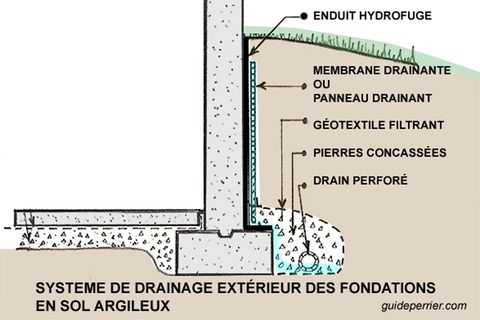 ENDUIT HYDROFUGE
MEMBRANE DRAINANTE
OU
PANNEAU DRAINANT
GÉOTEXTILE FILTRANT
PIERRES CONCASSÉES
DRAIN PERFORÉ
SYSTEME DE DRAINAGE EXTÉRIEUR DES FONDATIONS
EN SOL ARGILEUX
guideperrier.com